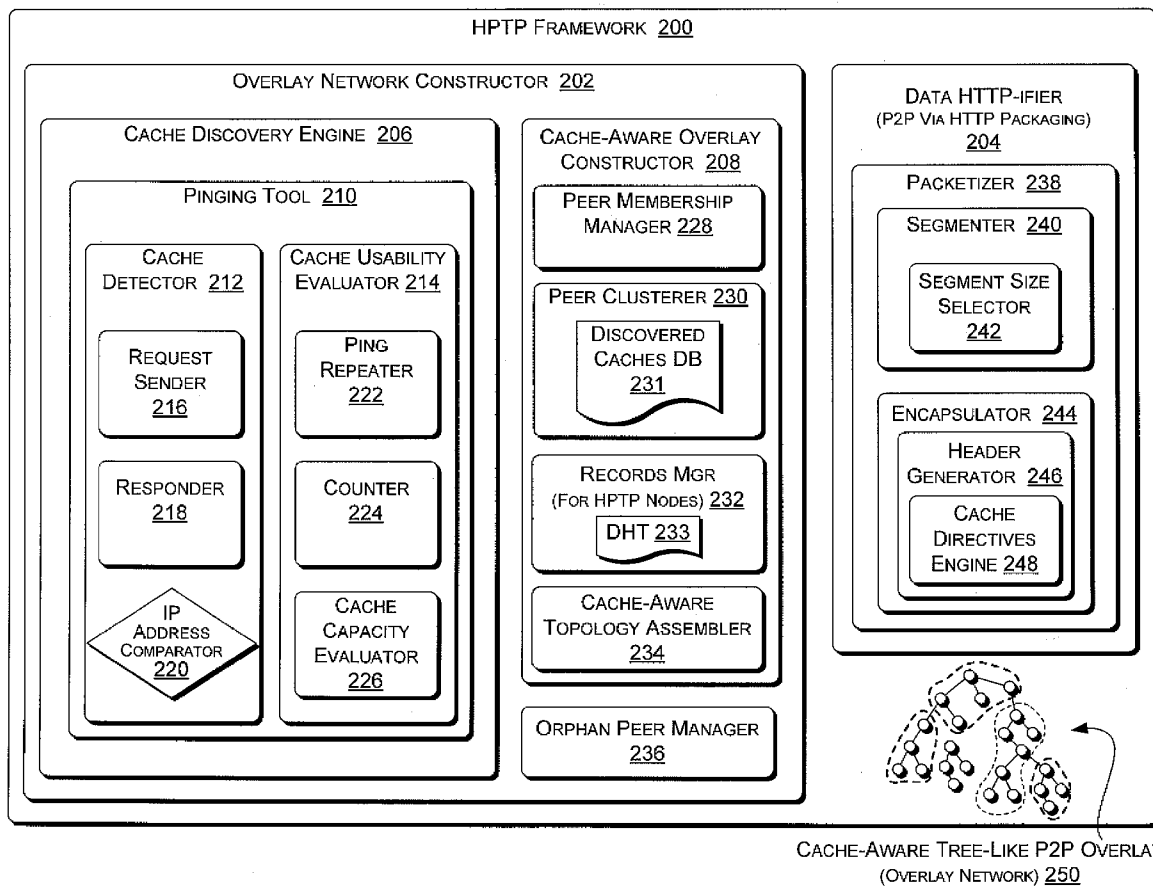 HPTP FRAMEWORK 200
OVERLAY NETWORK CONSTRUCTOR 202
CACHE DISCOVERY ENGINE 206
PINGING TOOL 210
CACHE
DETECTOR 212
REQUEST
SENDER
216
RESPONDER
218
IP
ADDRESS
COMPARATOR
220
CACHE USABILITY
EVALUATOR 214
PING
REPEATER
222
COUNTER
224
CACHE
CAPACITY
EVALUATOR
226
CACHE-AWARE OVERLAY
CONSTRUCTOR 208
PEER MEMBERSHIP
MANAGER 228
PEER CLUSTERER 230
DISCOVERED
CACHES DB
231
RECORDS MGR
(FOR HPTP NODES) 232
DHT 233
CACHE-AWARE
TOPOLOGY ASSEMBLER
234
ORPHAN PEER MANAGER
236
DATA HTTP-IFIER
(P2P VIA HTTP PACKAGING)
204
PACKETIZER 238
SEGMENTER 240
SEGMENT SIZE
SELECTOR
242
ENCAPSULATOR 244
HEADER
GENERATOR 246
CACHE
DIRECTIVES
ENGINE 248
CACHE-AWARE TREE-LIKE P2P OVERLA
(OVERLAY NETWORK) 250